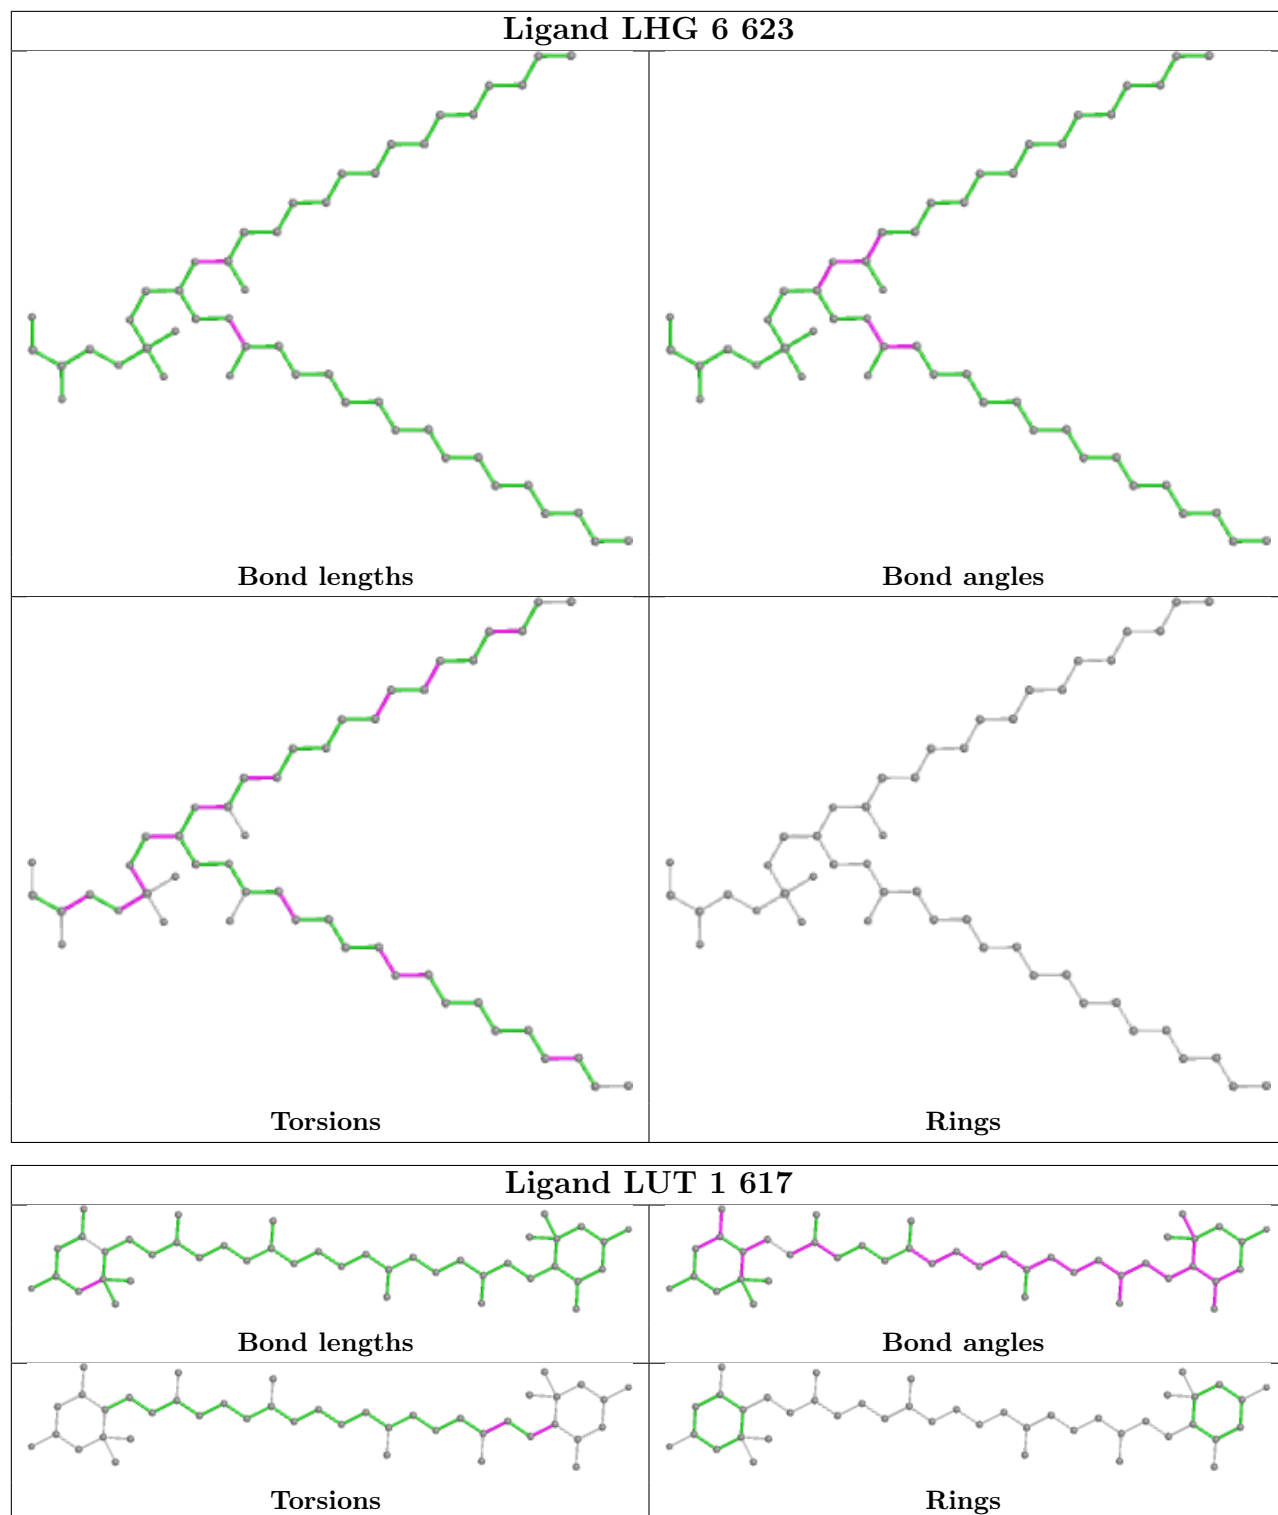 Ligand LHG 6 623
Bond lengths
Bond angles
Torsions
Rings
Ligand LUT 1 617
Bond lengths
Bond angles
Torsions
Rings